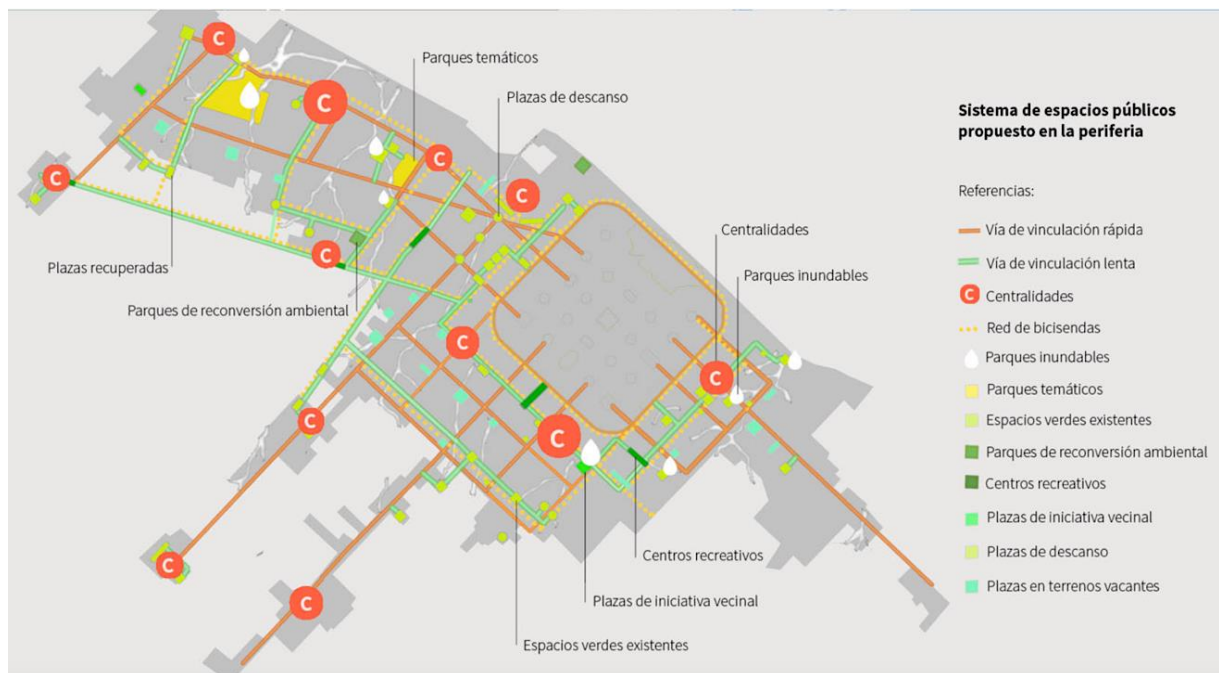 Parques temáticos
Plazas de descanso
Plazas recuperadas
Parques de reconversión ambiental
Centralidades
Parques inundables
Centros recreativos
Plazas de iniciativa vecinal
Espacios verdes existentes
C
C
C
C
C
C
C
C
C
C
C
C
Sistema de espacios públicos
propuesto en la periferia
Referencias:
Vía de vinculación rápida
Vía de vinculación lenta
C Centralidades
Red de bicisendas
Parques inundables
Parques temáticos
Espacios verdes existentes
Parques de reconversión ambiental
Centros recreativos
Plazas de iniciativa vecinal
Plazas de descanso
Plazas en terrenos vacantes